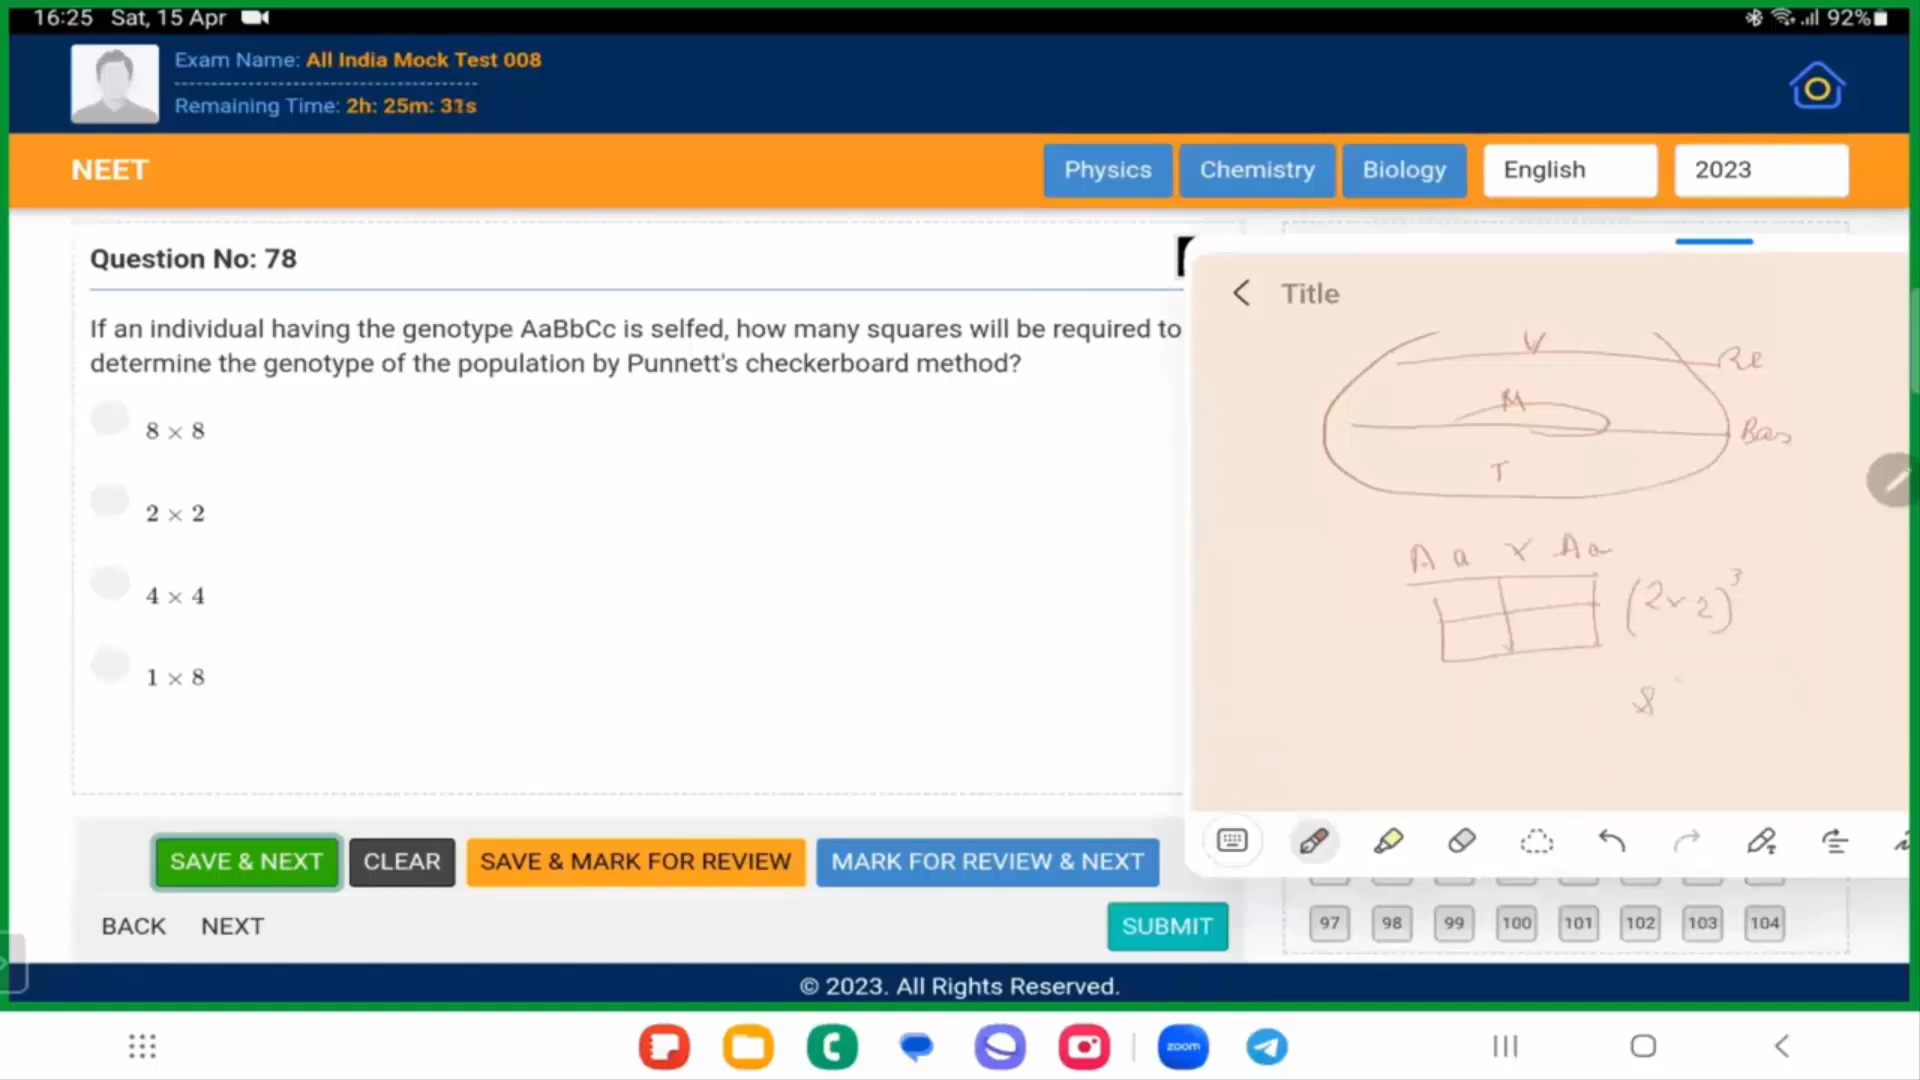 16:25 Sat, 15 Apr 92%
Exam Name: All India Mock Test 008
Remaining Time: 2h: 25m: 31s
NEET Physics Chemistry Biology English 2023
Question No: 78
If an individual having the genotype AaBbCc is selfed, how many squares will be required to
determine the genotype of the population by Punnett's checkerboard method?
8 × 8
2 × 2
4 × 4
1 × 8
Title
V
Re
M
Bas
T
A a × Aa
(2×2)³
8
SAVE & NEXT CLEAR SAVE & MARK FOR REVIEW MARK FOR REVIEW & NEXT
BACK NEXT SUBMIT
97 98 99 100 101 102 103 104
© 2023. All Rights Reserved.
zoom